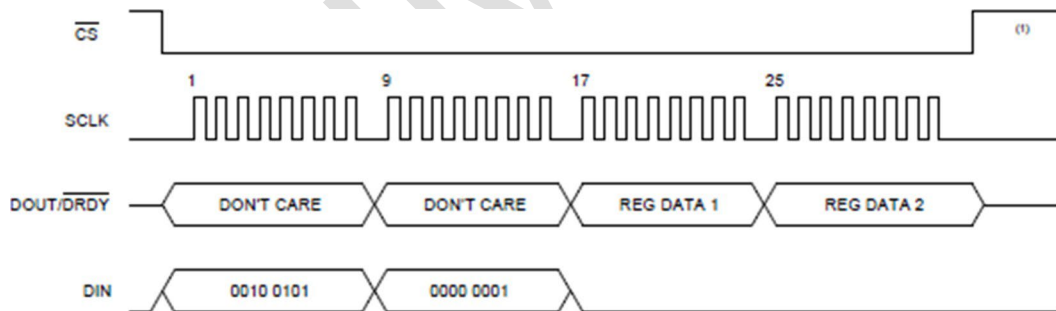 CS
(1)
1 9 17 25
SCLK
DOUT/DRDY DON'T CARE DON'T CARE REG DATA 1 REG DATA 2
DIN 0010 0101 0000 0001